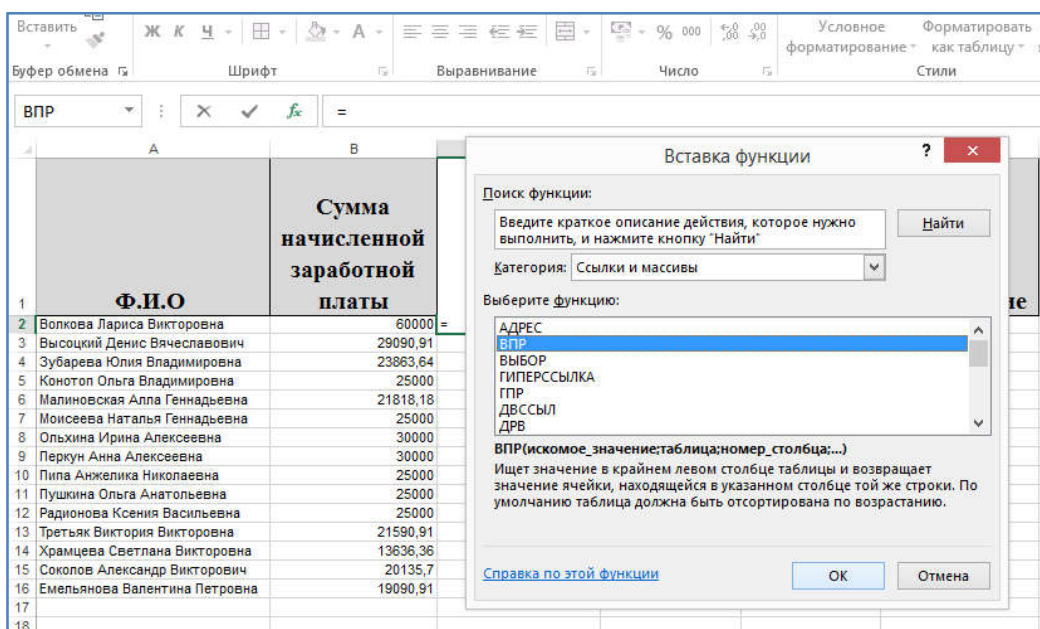 Вставить
Ж К Ч A % 000
Условное форматирование
Форматировать как таблицу
Буфер обмена Шрифт Выравнивание Число Стили
ВПР fx =
A B
Ф.И.О
Сумма
начисленной
заработной
платы
1
2 Волкова Лариса Викторовна 60000 =
3 Высоцкий Денис Вячеславович 29090,91
4 Зубарева Юлия Владимировна 23863,64
5 Конотоп Ольга Владимировна 25000
6 Малиновская Алла Геннадьевна 21818,18
7 Моисеева Наталья Геннадьевна 25000
8 Ольхина Ирина Алексеевна 30000
9 Перкун Анна Алексеевна 30000
10 Пипа Анжелика Николаевна 25000
11 Пушкина Ольга Анатольевна 25000
12 Радионова Ксения Васильевна 25000
13 Третьяк Виктория Викторовна 21590,91
14 Храмцева Светлана Викторовна 13636,36
15 Соколов Александр Викторович 20135,7
16 Емельянова Валентина Петровна 19090,91
17
18
Вставка функции
? ×
Поиск функции:
Введите краткое описание действия, которое нужно
выполнить, и нажмите кнопку "Найти"
Найти
Категория: Ссылки и массивы
Выберите функцию:
АДРЕС
ВПР
ВЫБОР
ГИПЕРССЫЛКА
ГПР
ДВССЫЛ
ДРВ
ВПР(искомое_значение;таблица;номер_столбца;...)
Ищет значение в крайнем левом столбце таблицы и возвращает
значение ячейки, находящейся в указанном столбце той же строки. По
умолчанию таблица должна быть отсортирована по возрастанию.
Справка по этой функции
ОК
Отмена